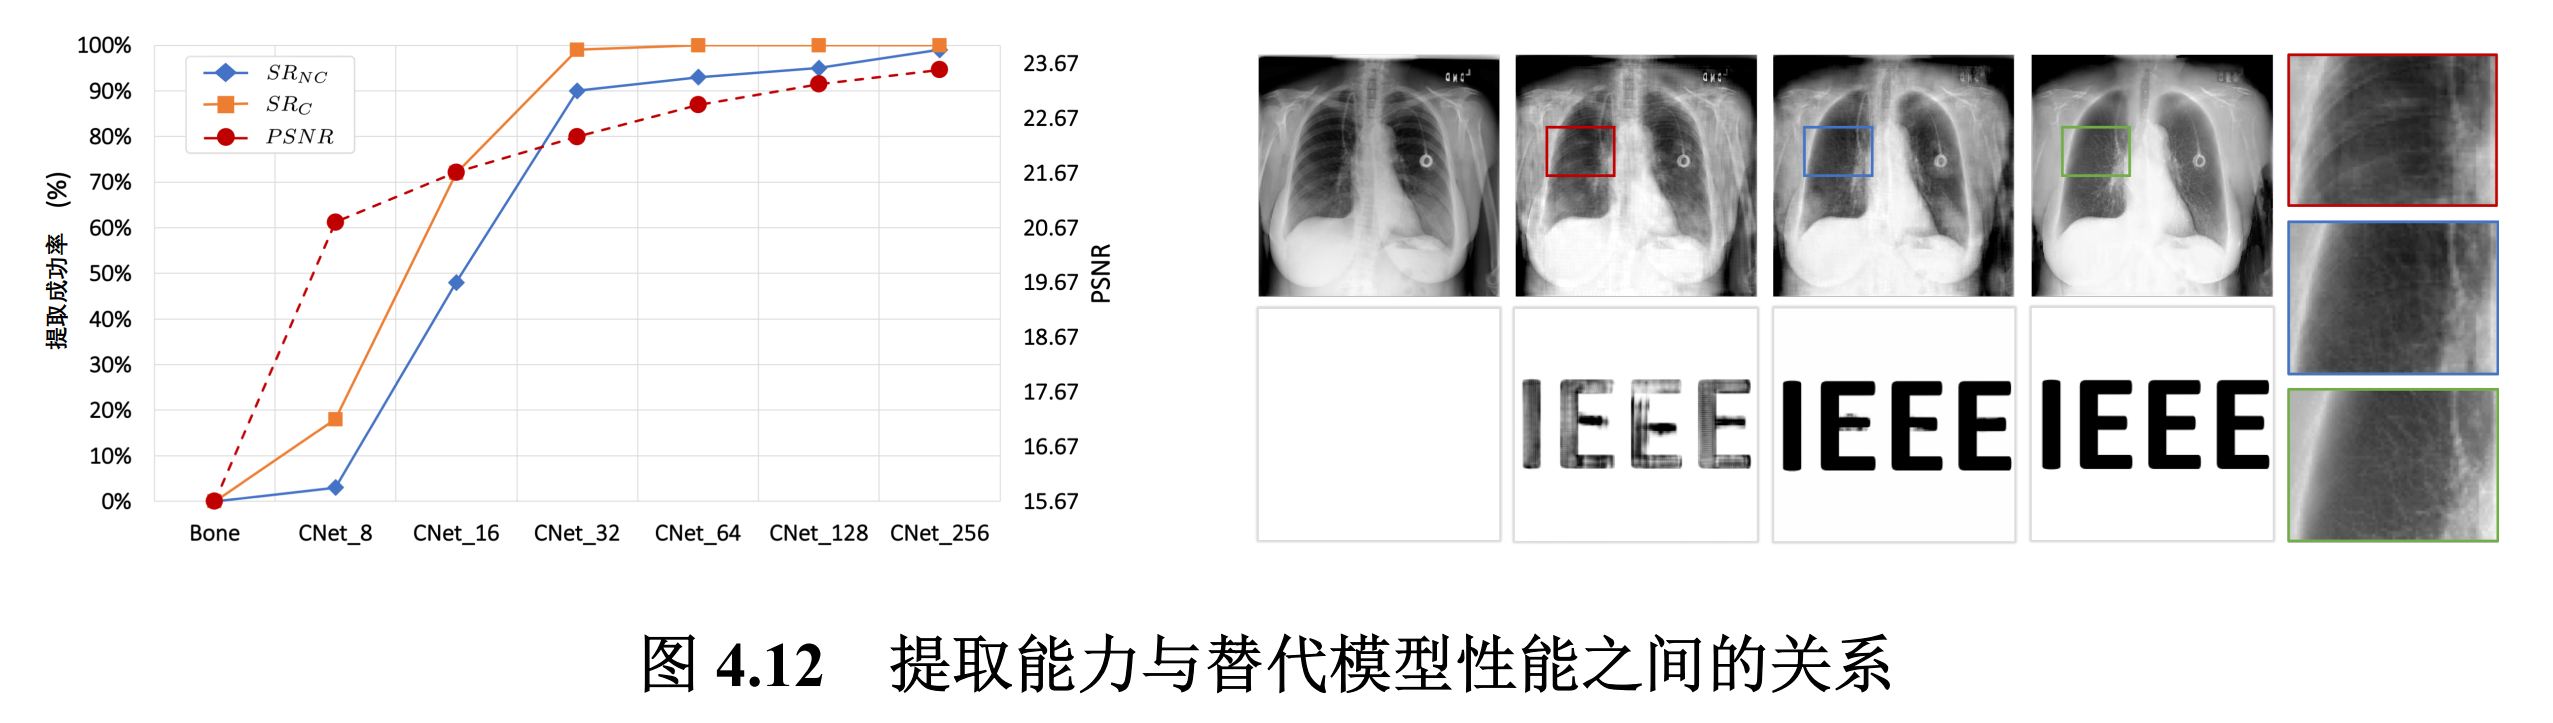 100%
90%
80%
70%
60%
50%
40%
30%
20%
10%
0%
提取成功率 (%)
SR_NC
SR_C
PSNR
23.67
22.67
21.67
20.67
19.67
18.67
17.67
16.67
15.67
PSNR
Bone CNet_8 CNet_16 CNet_32 CNet_64 CNet_128 CNet_256
IEEE IEEE IEEE
图 4.12 提取能力与替代模型性能之间的关系